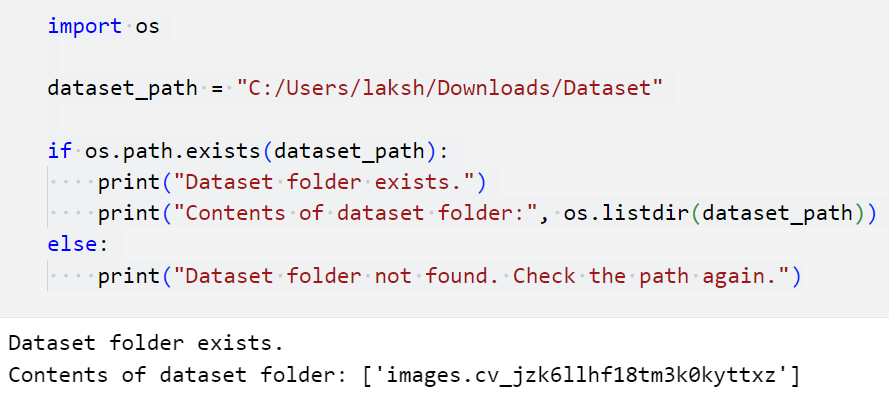 import os
dataset_path = "C:/Users/laksh/Downloads/Dataset"
if os.path.exists(dataset_path):
    print("Dataset folder exists.")
    print("Contents of dataset folder:", os.listdir(dataset_path))
else:
    print("Dataset folder not found. Check the path again.")
Dataset folder exists.
Contents of dataset folder: ['images.cv_jzk6llhf18tm3k0kyttxz']